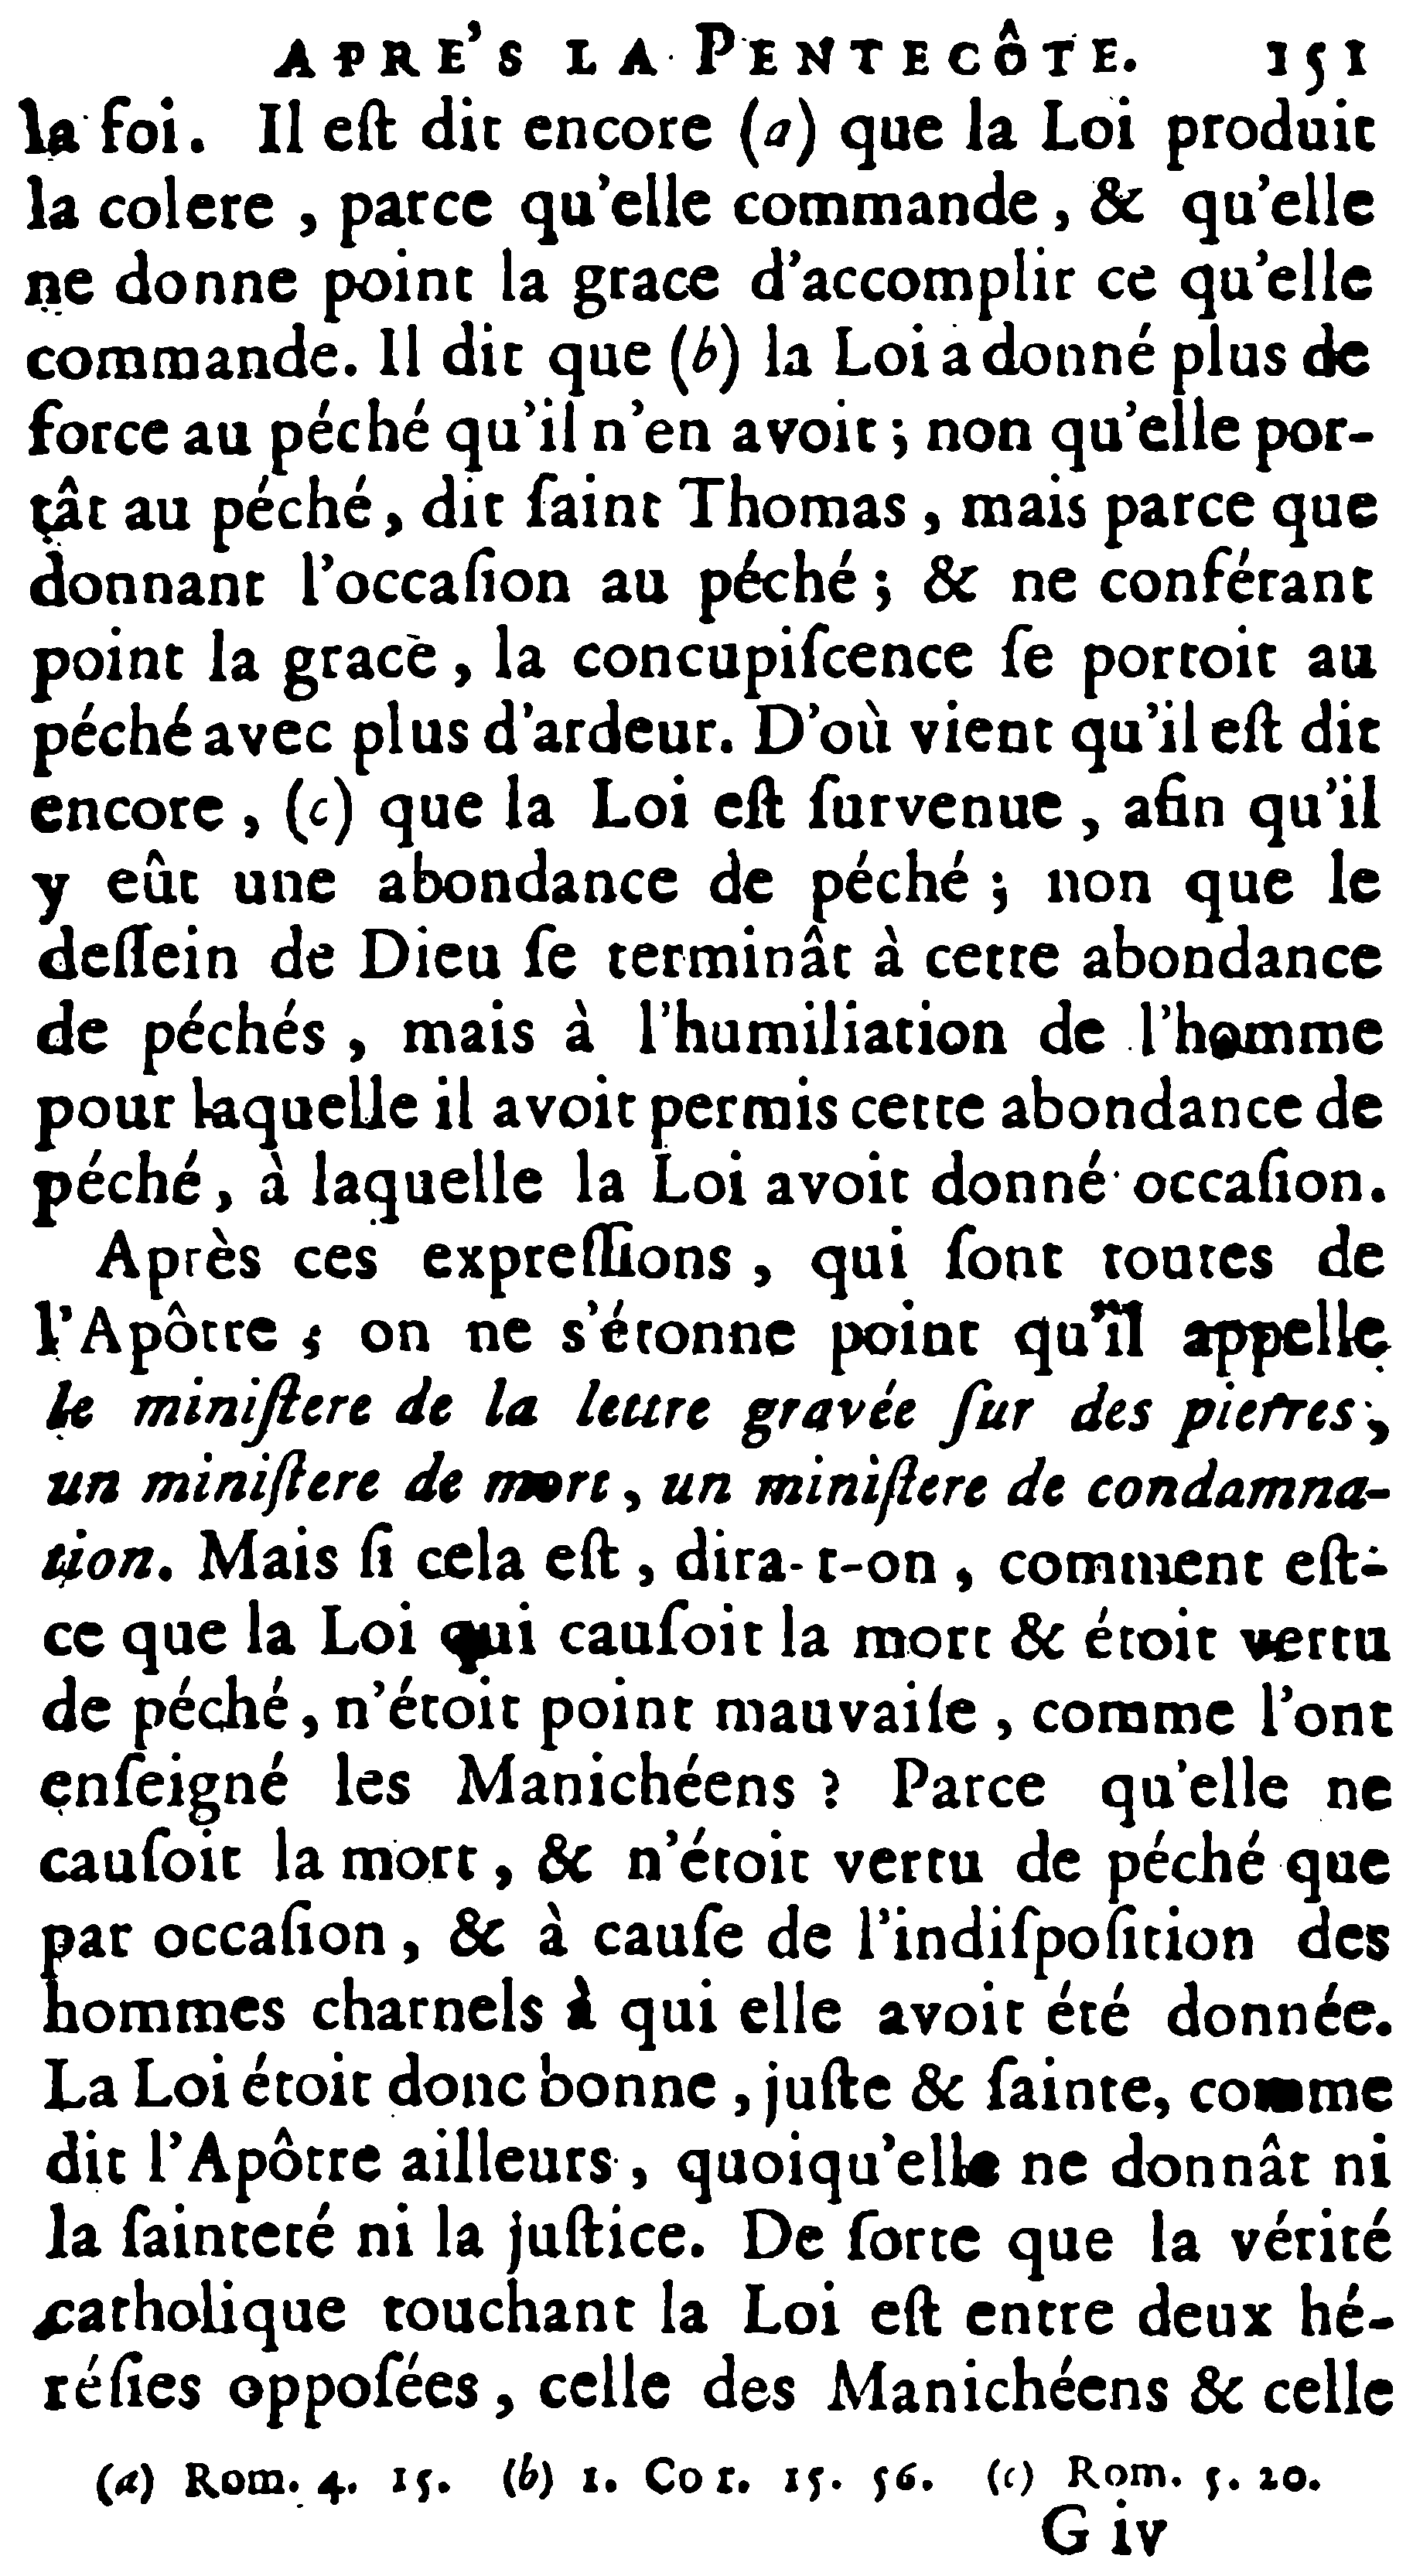 APRE'S LA PENTECÔTE. 151
la foi. Il eſt dit encore (a) que la Loi produit
la colere, parce qu'elle commande, & qu'elle
ne donne point la grace d'accomplir ce qu'elle
commande. Il dit que (b) la Loi a donné plus de
force au péché qu'il n'en avoit ; non qu'elle por-
tât au péché, dit ſaint Thomas, mais parce que
donnant l'occaſion au péché ; & ne conférant
point la grace, la concupiſcence ſe portoit au
péché avec plus d'ardeur. D'où vient qu'il eſt dit
encore, (c) que la Loi eſt ſurvenue, afin qu'il
y eût une abondance de péché ; non que le
deſſein de Dieu ſe terminât à cette abondance
de péchés, mais à l'humiliation de l'homme
pour laquelle il avoit permis cette abondance de
péché, à laquelle la Loi avoit donné occaſion.
Après ces expreſſions, qui ſont toutes de
l'Apôtre ; on ne s'étonne point qu'il appelle
le miniſtere de la lettre gravée ſur des pierres,
un miniſtere de mort, un miniſtere de condamna-
tion. Mais ſi cela eſt, dira-t-on, comment eſt-
ce que la Loi qui cauſoit la mort & étoit vertu
de péché, n'étoit point mauvaiſe, comme l'ont
enſeigné les Manichéens ? Parce qu'elle ne
cauſoit la mort, & n'étoit vertu de péché que
par occaſion, & à cauſe de l'indiſpoſition des
hommes charnels à qui elle avoit été donnée.
La Loi étoit donc bonne, juſte & ſainte, comme
dit l'Apôtre ailleurs, quoiqu'elle ne donnât ni
la ſainteté ni la juſtice. De ſorte que la vérité
catholique touchant la Loi eſt entre deux hé-
réſies oppoſées, celle des Manichéens & celle
(a) Rom. 4. 15. (b) 1. Cor. 15. 56. (c) Rom. 5. 20.
G iv